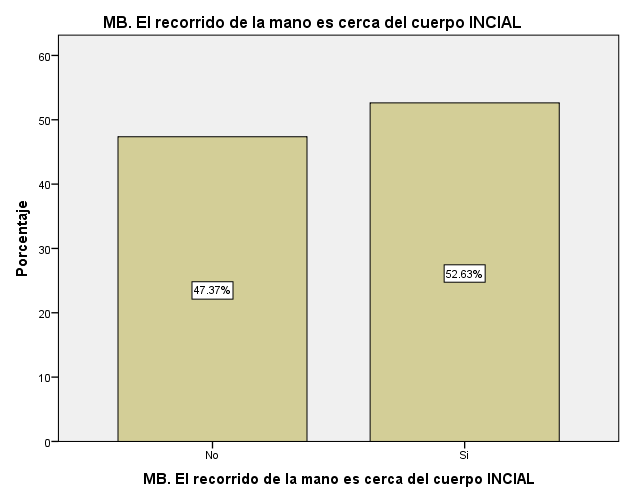 MB. El recorrido de la mano es cerca del cuerpo INCIAL
60
50
40
30
20
10
0
Porcentaje
47.37%
52.63%
No
Si
MB. El recorrido de la mano es cerca del cuerpo INCIAL